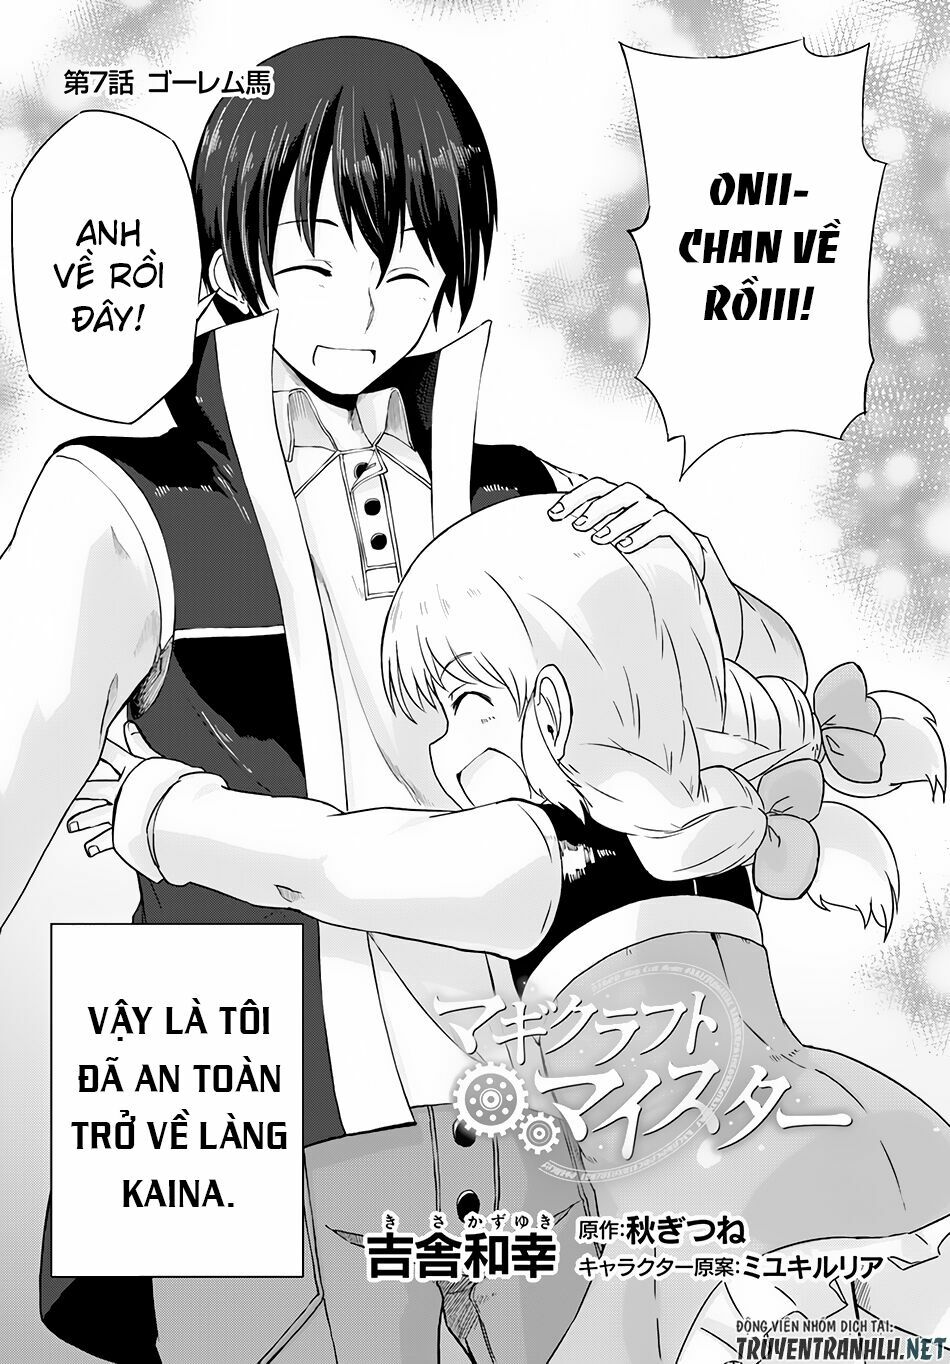 第7話 ゴーレム馬
ONII-
CHAN VỀ
RỒIII!
ANH
VỀ RỒI
ĐÂY!
VẬY LÀ TÔI
ĐÃ AN TOÀN
TRỞ VỀ LÀNG
KAINA.
マギクラフト
マイスター
きさかずゆき
吉舎和幸
原作:秋ぎつね
キャラクター原案:ミユキルリア
ĐỘNG VIÊN NHÓM DỊCH TẠI:
TRUYENTRANHLH.NET